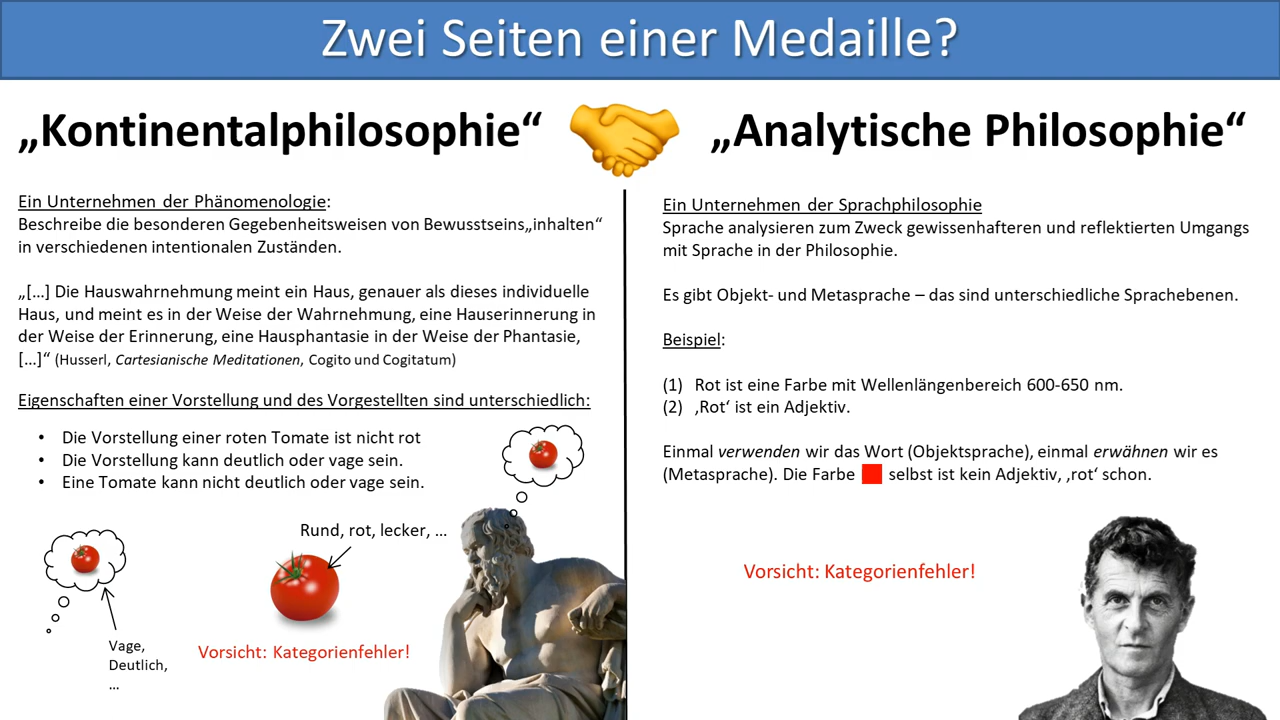 Zwei Seiten einer Medaille?
„Kontinentalphilosophie“
„Analytische Philosophie“
Ein Unternehmen der Phänomenologie:
Beschreibe die besonderen Gegebenheitsweisen von Bewusstseins„inhalten“
in verschiedenen intentionalen Zuständen.
„[…] Die Hauswahrnehmung meint ein Haus, genauer als dieses individuelle
Haus, und meint es in der Weise der Wahrnehmung, eine Hauserinnerung in
der Weise der Erinnerung, eine Hausphantasie in der Weise der Phantasie,
[…]“ (Husserl, Cartesianische Meditationen, Cogito und Cogitatum)
Eigenschaften einer Vorstellung und des Vorgestellten sind unterschiedlich:
• Die Vorstellung einer roten Tomate ist nicht rot
• Die Vorstellung kann deutlich oder vage sein.
• Eine Tomate kann nicht deutlich oder vage sein.
Rund, rot, lecker, …
Vage,
Deutlich,
…
Vorsicht: Kategorienfehler!
Ein Unternehmen der Sprachphilosophie
Sprache analysieren zum Zweck gewissenhafteren und reflektierten Umgangs
mit Sprache in der Philosophie.
Es gibt Objekt- und Metasprache – das sind unterschiedliche Sprachebenen.
Beispiel:
(1) Rot ist eine Farbe mit Wellenlängenbereich 600-650 nm.
(2) ‚Rot‘ ist ein Adjektiv.
Einmal verwenden wir das Wort (Objektsprache), einmal erwähnen wir es
(Metasprache). Die Farbe selbst ist kein Adjektiv, ‚rot‘ schon.
Vorsicht: Kategorienfehler!